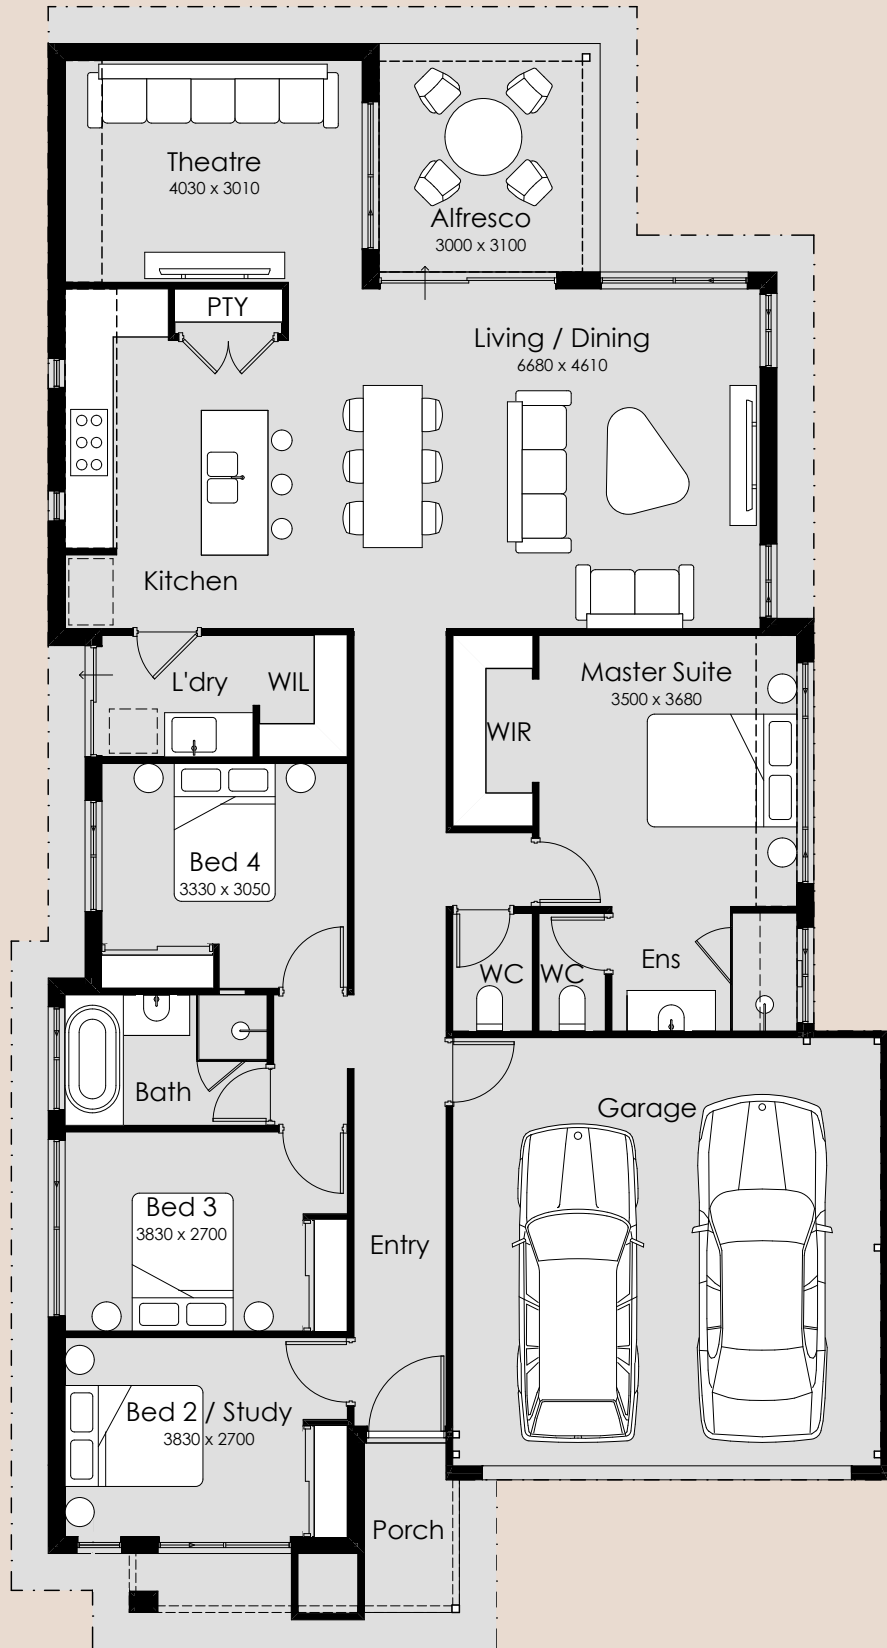 Theatre
4030 x 3010
Alfresco
3000 x 3100
PTY
Living / Dining
6680 x 4610
Kitchen
L'dry
WIL
WIR
Master Suite
3500 x 3680
Bed 4
3330 x 3050
WC
WC
Ens
Bath
Garage
Bed 3
3830 x 2700
Entry
Bed 2 / Study
3830 x 2700
Porch